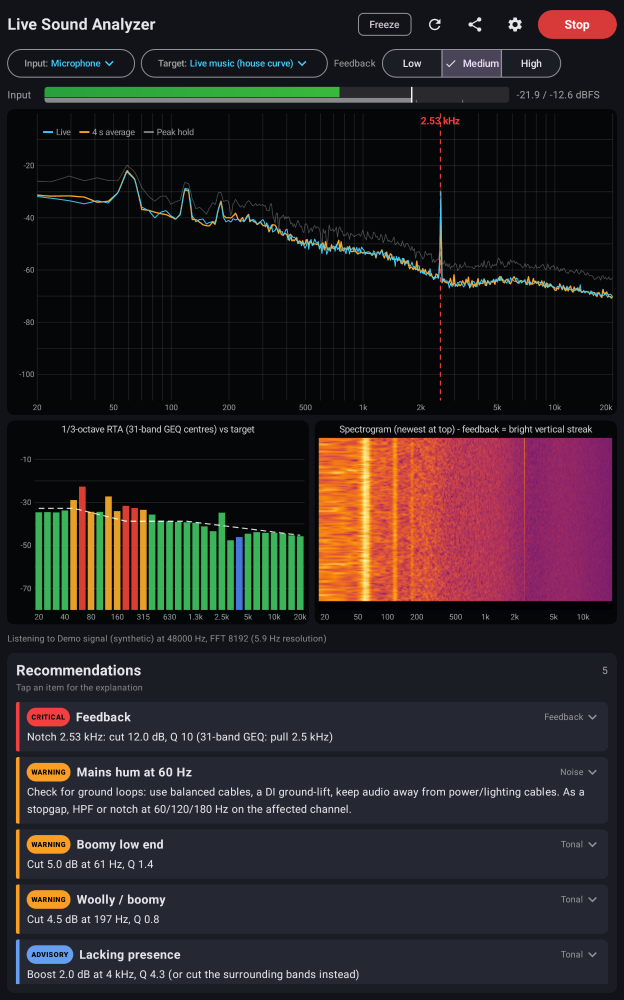 Live Sound Analyzer
Freeze
Stop
Input: Microphone
Target: Live music (house curve)
Feedback
Low
Medium
High
Input
-21.9 / -12.6 dBFS
2.53 kHz
Live
4 s average
Peak hold
-20
-40
-60
-80
-100
20 50 100 200 500 1k 2k 5k 10k 20k
1/3-octave RTA (31-band GEQ centres) vs target
-10
-30
-50
-70
20 40 80 160 315 630 1.3k 2.5k 5k 10k 20k
Spectrogram (newest at top) - feedback = bright vertical streak
20 50 100 200 500 1k 2k 5k 10k
Listening to Demo signal (synthetic) at 48000 Hz, FFT 8192 (5.9 Hz resolution)
Recommendations
5
Tap an item for the explanation
CRITICAL Feedback
Feedback
Notch 2.53 kHz: cut 12.0 dB, Q 10 (31-band GEQ: pull 2.5 kHz)
WARNING Mains hum at 60 Hz
Noise
Check for ground loops: use balanced cables, a DI ground-lift, keep audio away from power/lighting cables. As a
stopgap, HPF or notch at 60/120/180 Hz on the affected channel.
WARNING Boomy low end
Tonal
Cut 5.0 dB at 61 Hz, Q 1.4
WARNING Woolly / boomy
Tonal
Cut 4.5 dB at 197 Hz, Q 0.8
ADVISORY Lacking presence
Tonal
Boost 2.0 dB at 4 kHz, Q 4.3 (or cut the surrounding bands instead)